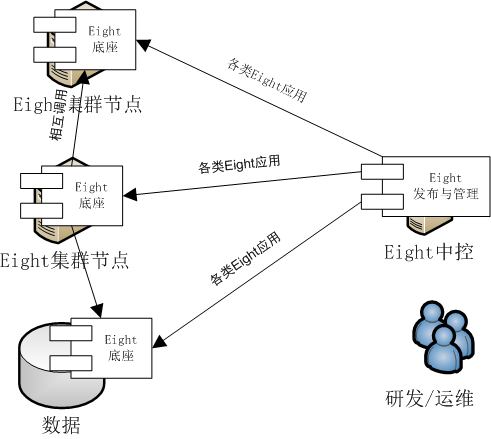 Eight
底座
Eight集群节点
各类Eight应用
相互调用
Eight
底座
Eight集群节点
各类Eight应用
Eight
发布与管理
Eight中控
各类Eight应用
Eight
底座
数据
研发/运维